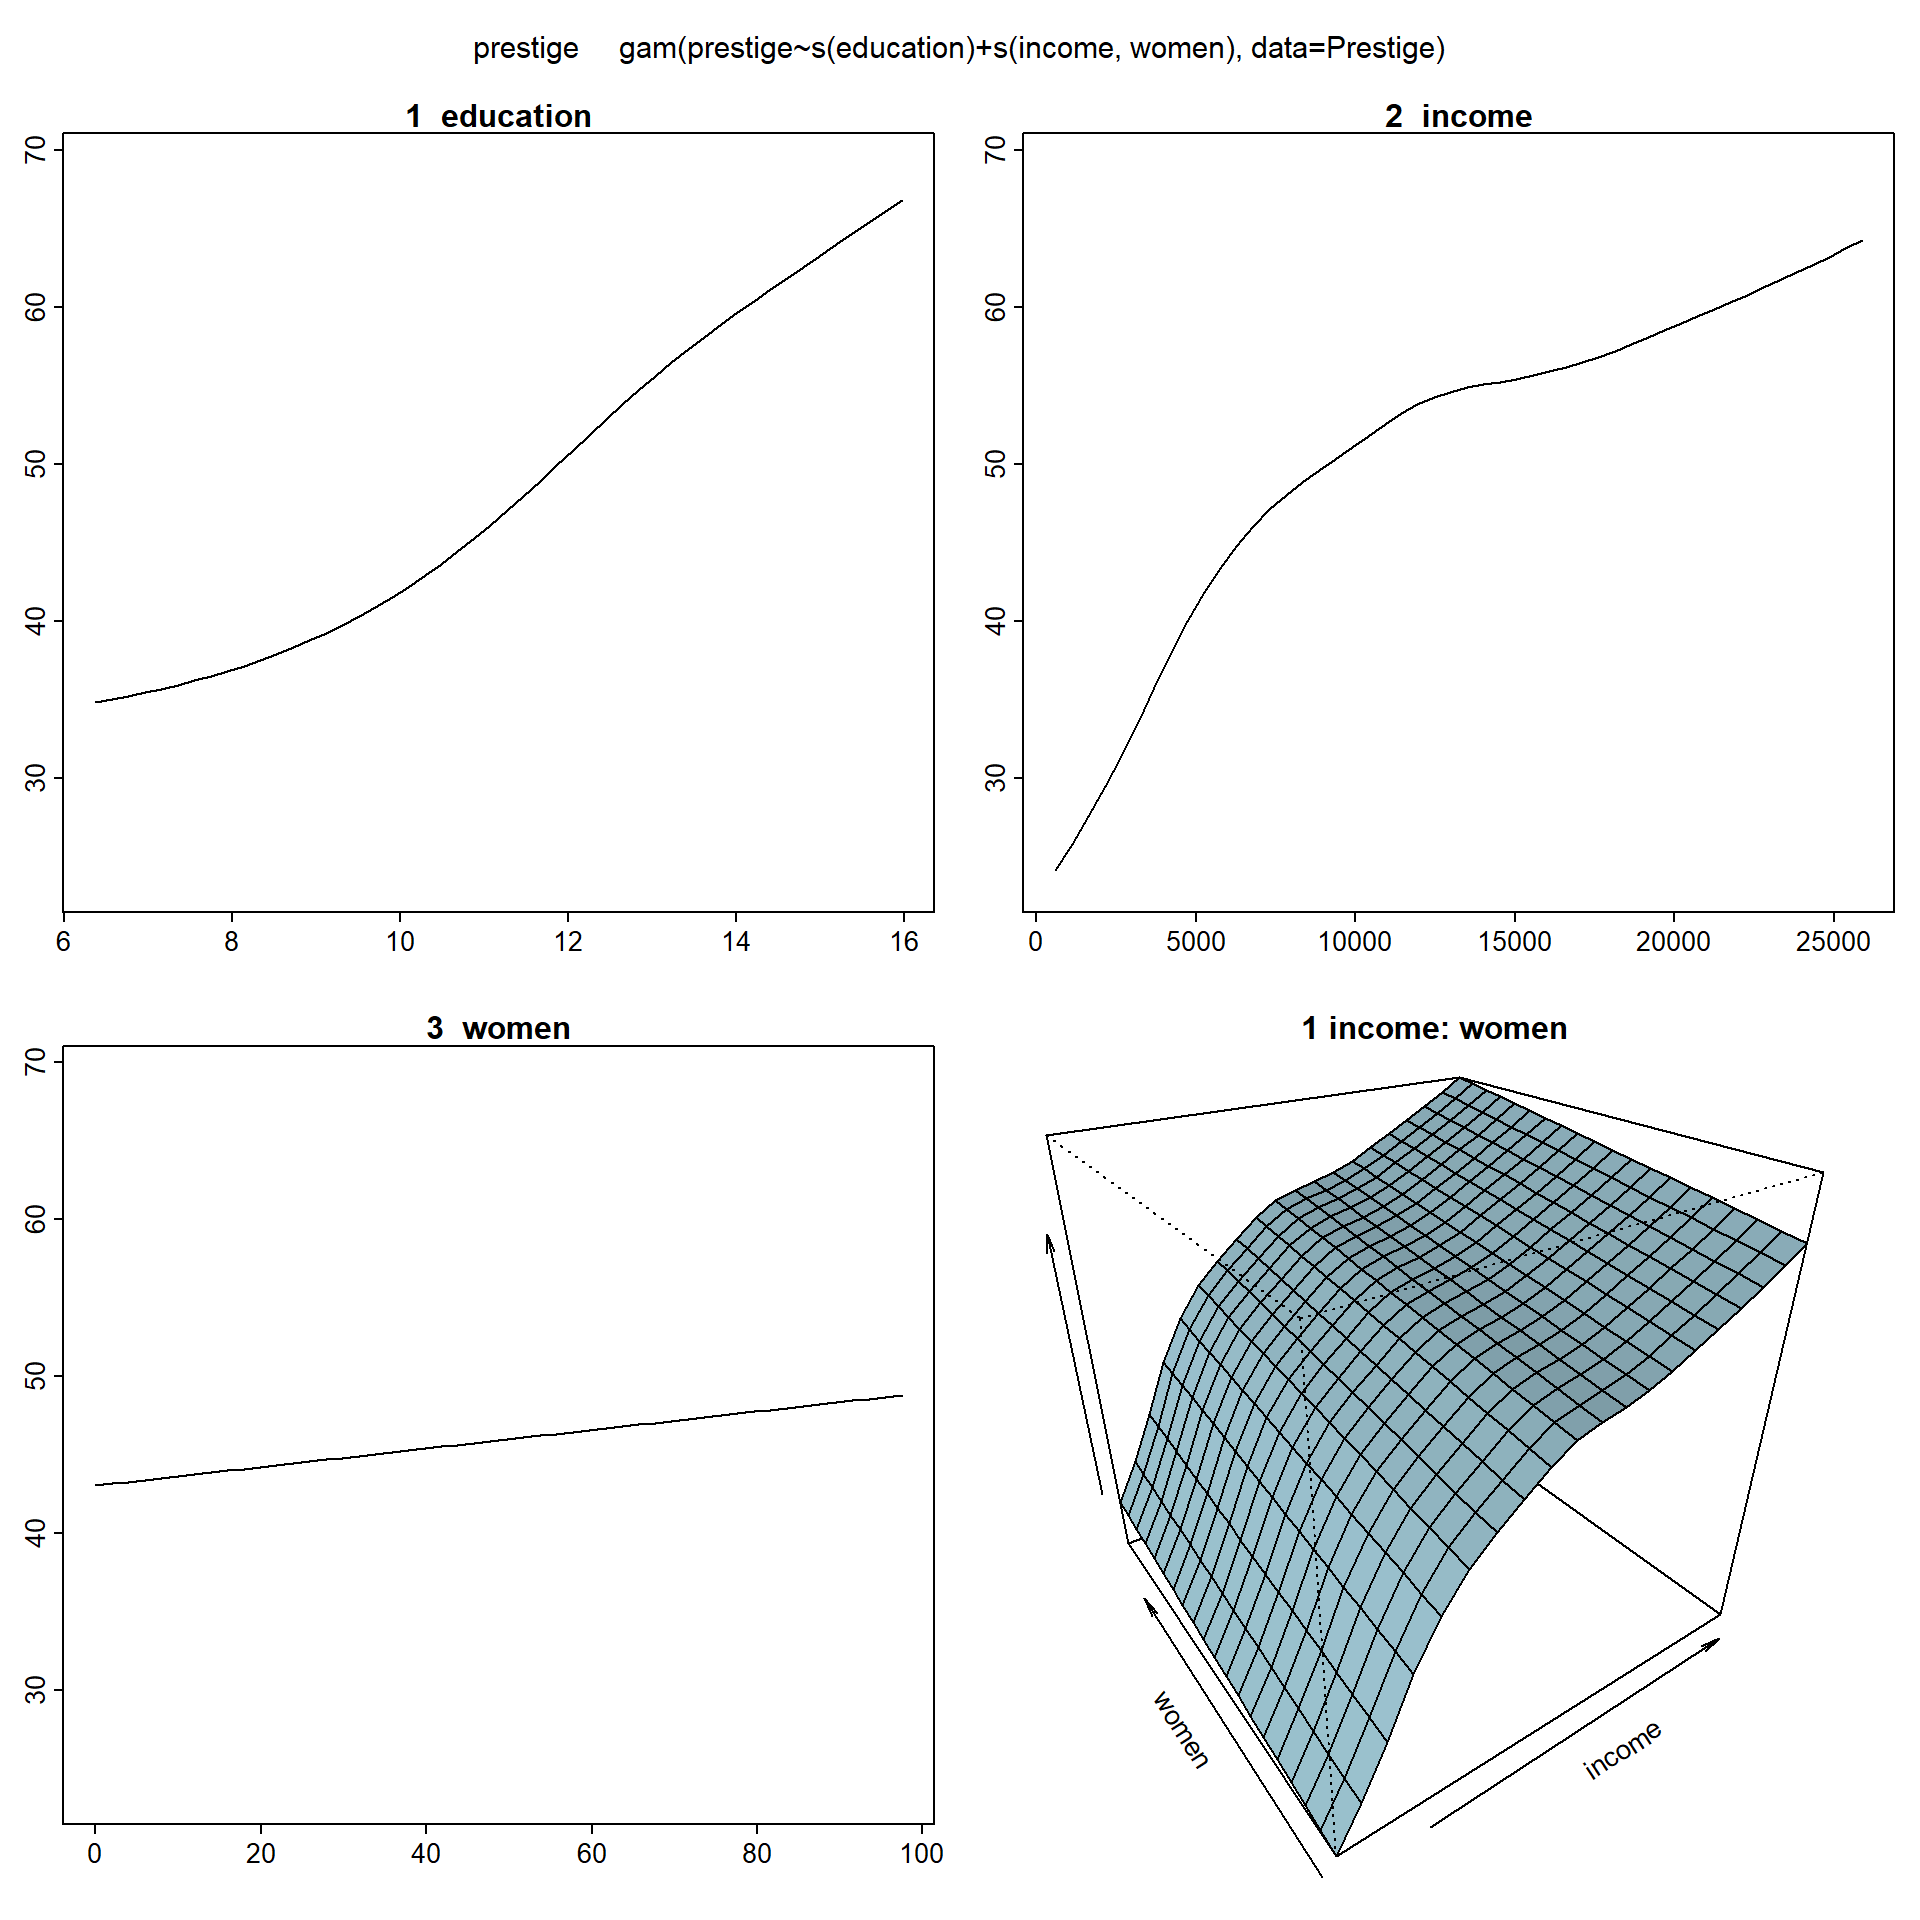 prestige     gam(prestige~s(education)+s(income, women), data=Prestige)
1  education
70
60
50
40
30
6 8 10 12 14 16
2  income
70
60
50
40
30
0 5000 10000 15000 20000 25000
3  women
70
60
50
40
30
0 20 40 60 80 100
1 income: women
women
income